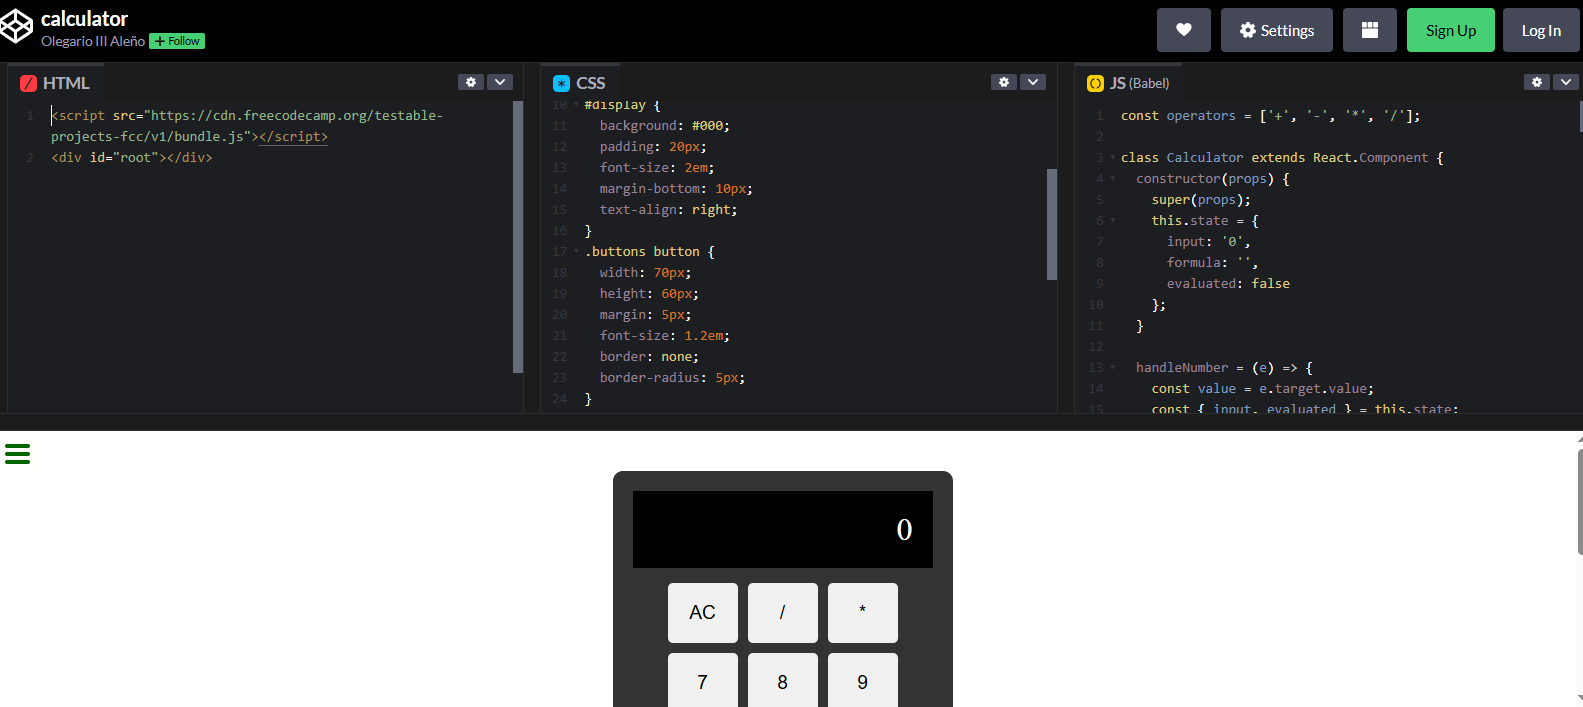 calculator
Olegario III Aleño + Follow
Settings
Sign Up
Log In
HTML
1 <script src="https://cdn.freecodecamp.org/testable-
projects-fcc/v1/bundle.js"></script>
2 <div id="root"></div>
CSS
10 #display {
11 background: #000;
12 padding: 20px;
13 font-size: 2em;
14 margin-bottom: 10px;
15 text-align: right;
16 }
17 .buttons button {
18 width: 70px;
19 height: 60px;
20 margin: 5px;
21 font-size: 1.2em;
22 border: none;
23 border-radius: 5px;
24 }
JS (Babel)
1 const operators = ['+', '-', '*', '/'];
2
3 class Calculator extends React.Component {
4 constructor(props) {
5 super(props);
6 this.state = {
7 input: '0',
8 formula: '',
9 evaluated: false
10 };
11 }
12
13 handleNumber = (e) => {
14 const value = e.target.value;
15 const { input, evaluated } = this.state;
0
AC / *
7 8 9